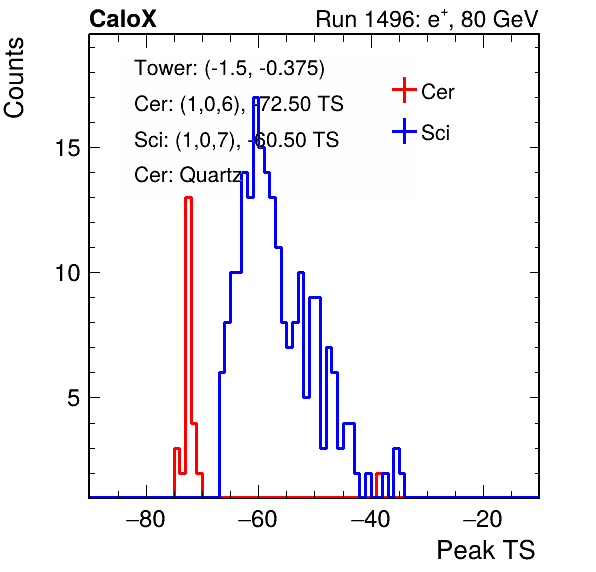 CaloX Run 1496: e⁺, 80 GeV
Counts
Tower: (-1.5, -0.375)
Cer: (1,0,6), -72.50 TS
Sci: (1,0,7), -60.50 TS
Cer: Quartz
Cer
Sci
15
10
5
−80 −60 −40 −20
Peak TS